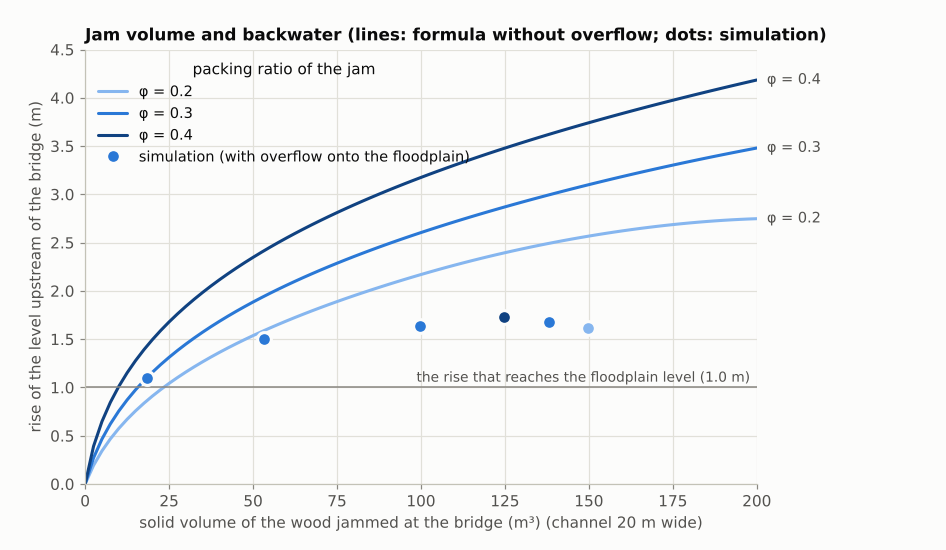 Jam volume and backwater (lines: formula without overflow; dots: simulation)
rise of the level upstream of the bridge (m)
4.5
4.0
3.5
3.0
2.5
2.0
1.5
1.0
0.5
0.0
packing ratio of the jam
φ = 0.2
φ = 0.3
φ = 0.4
simulation (with overflow onto the floodplain)
φ = 0.4
φ = 0.3
φ = 0.2
the rise that reaches the floodplain level (1.0 m)
0 25 50 75 100 125 150 175 200
solid volume of the wood jammed at the bridge (m³) (channel 20 m wide)